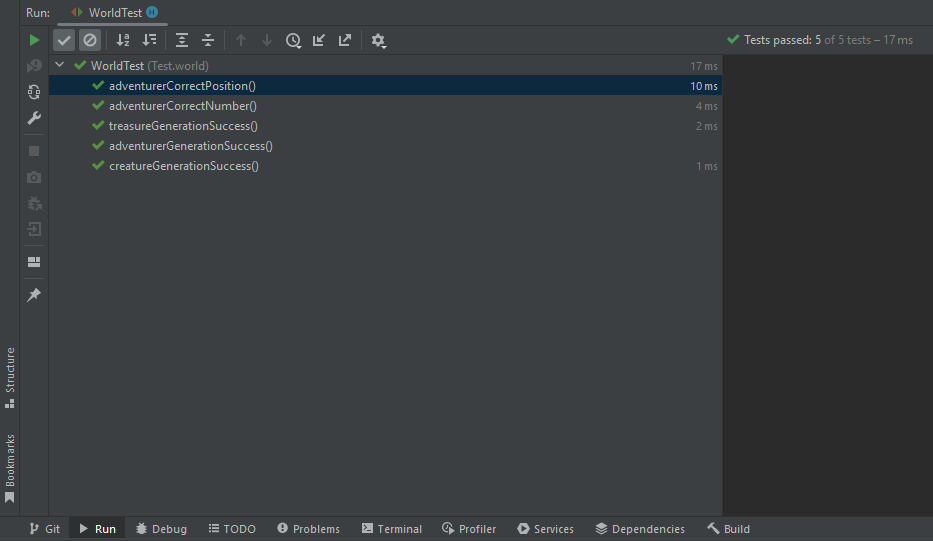 Run: WorldTest H
Tests passed: 5 of 5 tests – 17 ms
WorldTest (Test.world) 17 ms
adventurerCorrectPosition() 10 ms
adventurerCorrectNumber() 4 ms
treasureGenerationSuccess() 2 ms
adventurerGenerationSuccess()
creatureGenerationSuccess() 1 ms
Structure
Bookmarks
Git Run Debug TODO Problems Terminal Profiler Services Dependencies Build